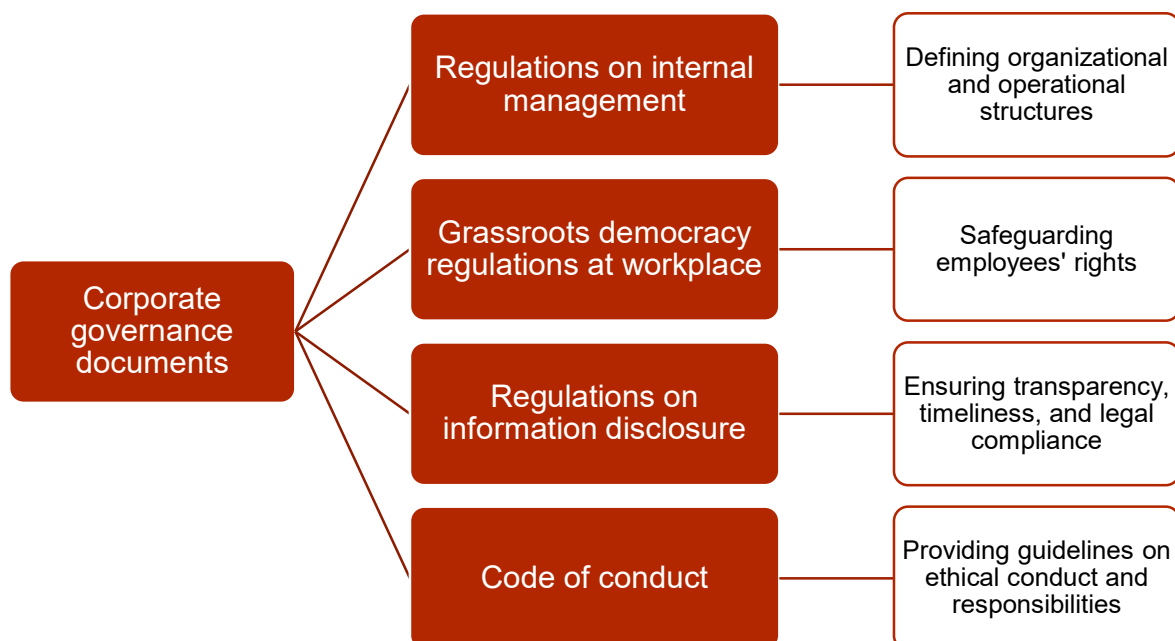 Corporate
governance
documents
Regulations on internal
management
Defining organizational
and operational
structures
Grassroots democracy
regulations at workplace
Safeguarding
employees' rights
Regulations on
information disclosure
Ensuring transparency,
timeliness, and legal
compliance
Code of conduct
Providing guidelines on
ethical conduct and
responsibilities